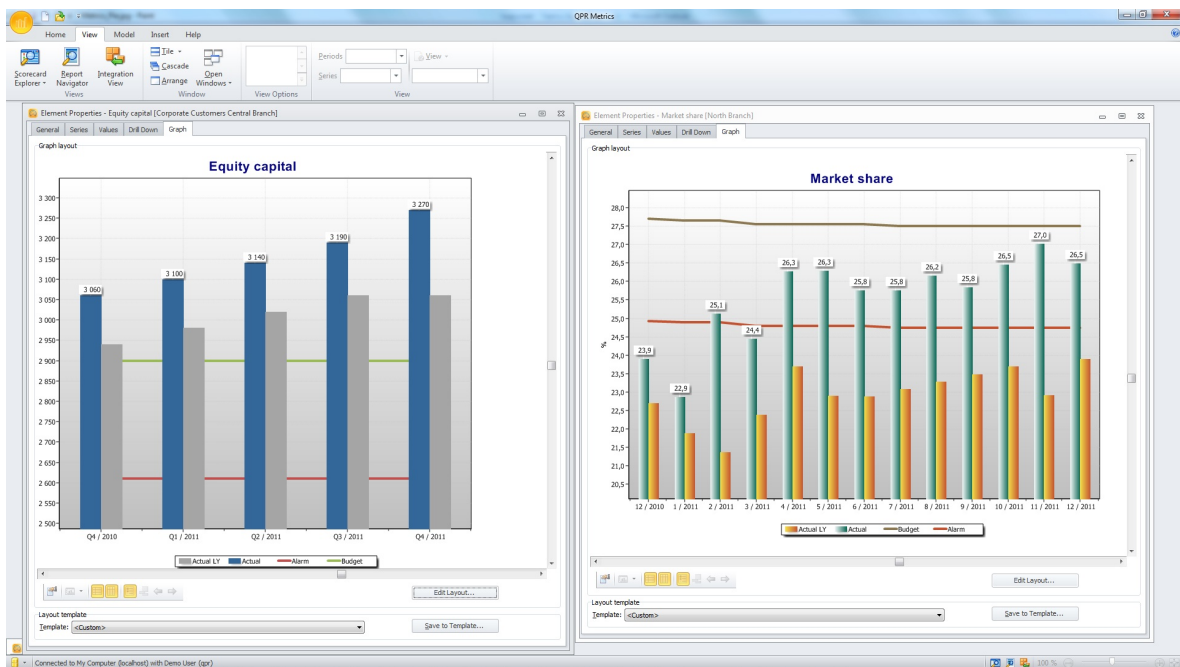 QPR Metrics
Home View Model Insert Help
Scorecard Explorer
Report Navigator
Integration View
Tile
Cascade
Arrange
Open Windows
Periods
Series
View
Views
Window
View Options
View
Element Properties - Equity capital [Corporate Customers Central Branch]
General Series Values Drill Down Graph
Graph layout
Equity capital
3 300
3 250
3 200
3 150
3 100
3 050
3 000
2 950
2 900
2 850
2 800
2 750
2 700
2 650
2 600
2 550
2 500
3 060
3 100
3 140
3 190
3 270
Q4 / 2010 Q1 / 2011 Q2 / 2011 Q3 / 2011 Q4 / 2011
Actual LY Actual Alarm Budget
Edit Layout...
Layout template
Template: <Custom>
Save to Template...
Element Properties - Market share [North Branch]
General Series Values Drill Down Graph
Graph layout
Market share
28,0
27,5
27,0
26,5
26,0
25,5
25,0
24,5
24,0
23,5
23,0
22,5
22,0
21,5
21,0
20,5
%
23,9
22,9
25,1
24,4
26,3
26,3
25,8
25,8
26,2
25,8
26,5
27,0
26,5
12 / 2010 1 / 2011 2 / 2011 3 / 2011 4 / 2011 5 / 2011 6 / 2011 7 / 2011 8 / 2011 9 / 2011 10 / 2011 11 / 2011 12 / 2011
Actual LY Actual Budget Alarm
Edit Layout...
Layout template
Template: <Custom>
Save to Template...
Connected to My Computer (localhost) with Demo User (qpr)
100 %